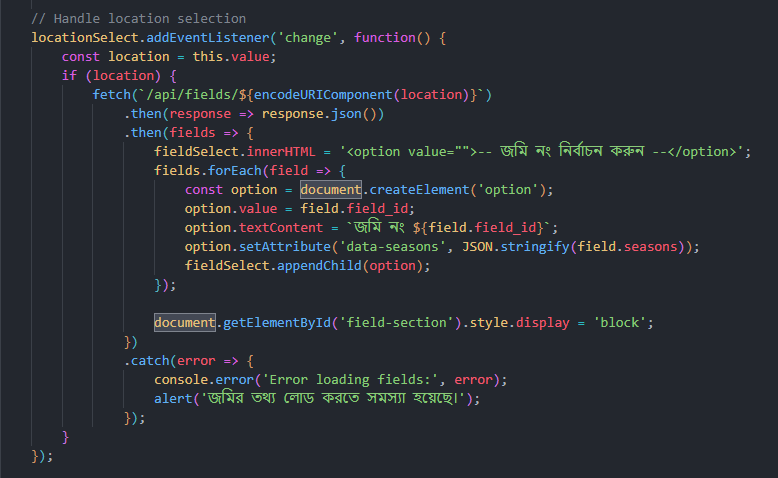 // Handle location selection
locationSelect.addEventListener('change', function() {
    const location = this.value;
    if (location) {
        fetch(`/api/fields/${encodeURIComponent(location)}`)
            .then(response => response.json())
            .then(fields => {
                fieldSelect.innerHTML = '<option value="">-- জমি নং নির্বাচন করুন --</option>';
                fields.forEach(field => {
                    const option = document.createElement('option');
                    option.value = field.field_id;
                    option.textContent = `জমি নং ${field.field_id}`;
                    option.setAttribute('data-seasons', JSON.stringify(field.seasons));
                    fieldSelect.appendChild(option);
                });
                document.getElementById('field-section').style.display = 'block';
            })
            .catch(error => {
                console.error('Error loading fields:', error);
                alert('জমির তথ্য লোড করতে সমস্যা হয়েছে।');
            });
    }
});